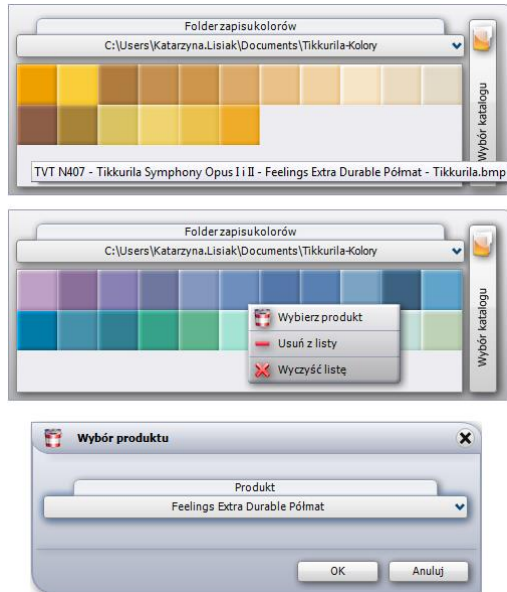 Folder zapisu kolorów
C:\Users\Katarzyna.Lisiak\Documents\Tikkurila-Kolory
Wybór katalogu
TVT N407 - Tikkurila Symphony Opus I i II - Feelings Extra Durable Półmat - Tikkurila.bmp
Folder zapisu kolorów
C:\Users\Katarzyna.Lisiak\Documents\Tikkurila-Kolory
Wybór katalogu
Wybierz produkt
Usuń z listy
Wyczyść listę
Wybór produktu
Produkt
Feelings Extra Durable Półmat
OK
Anuluj